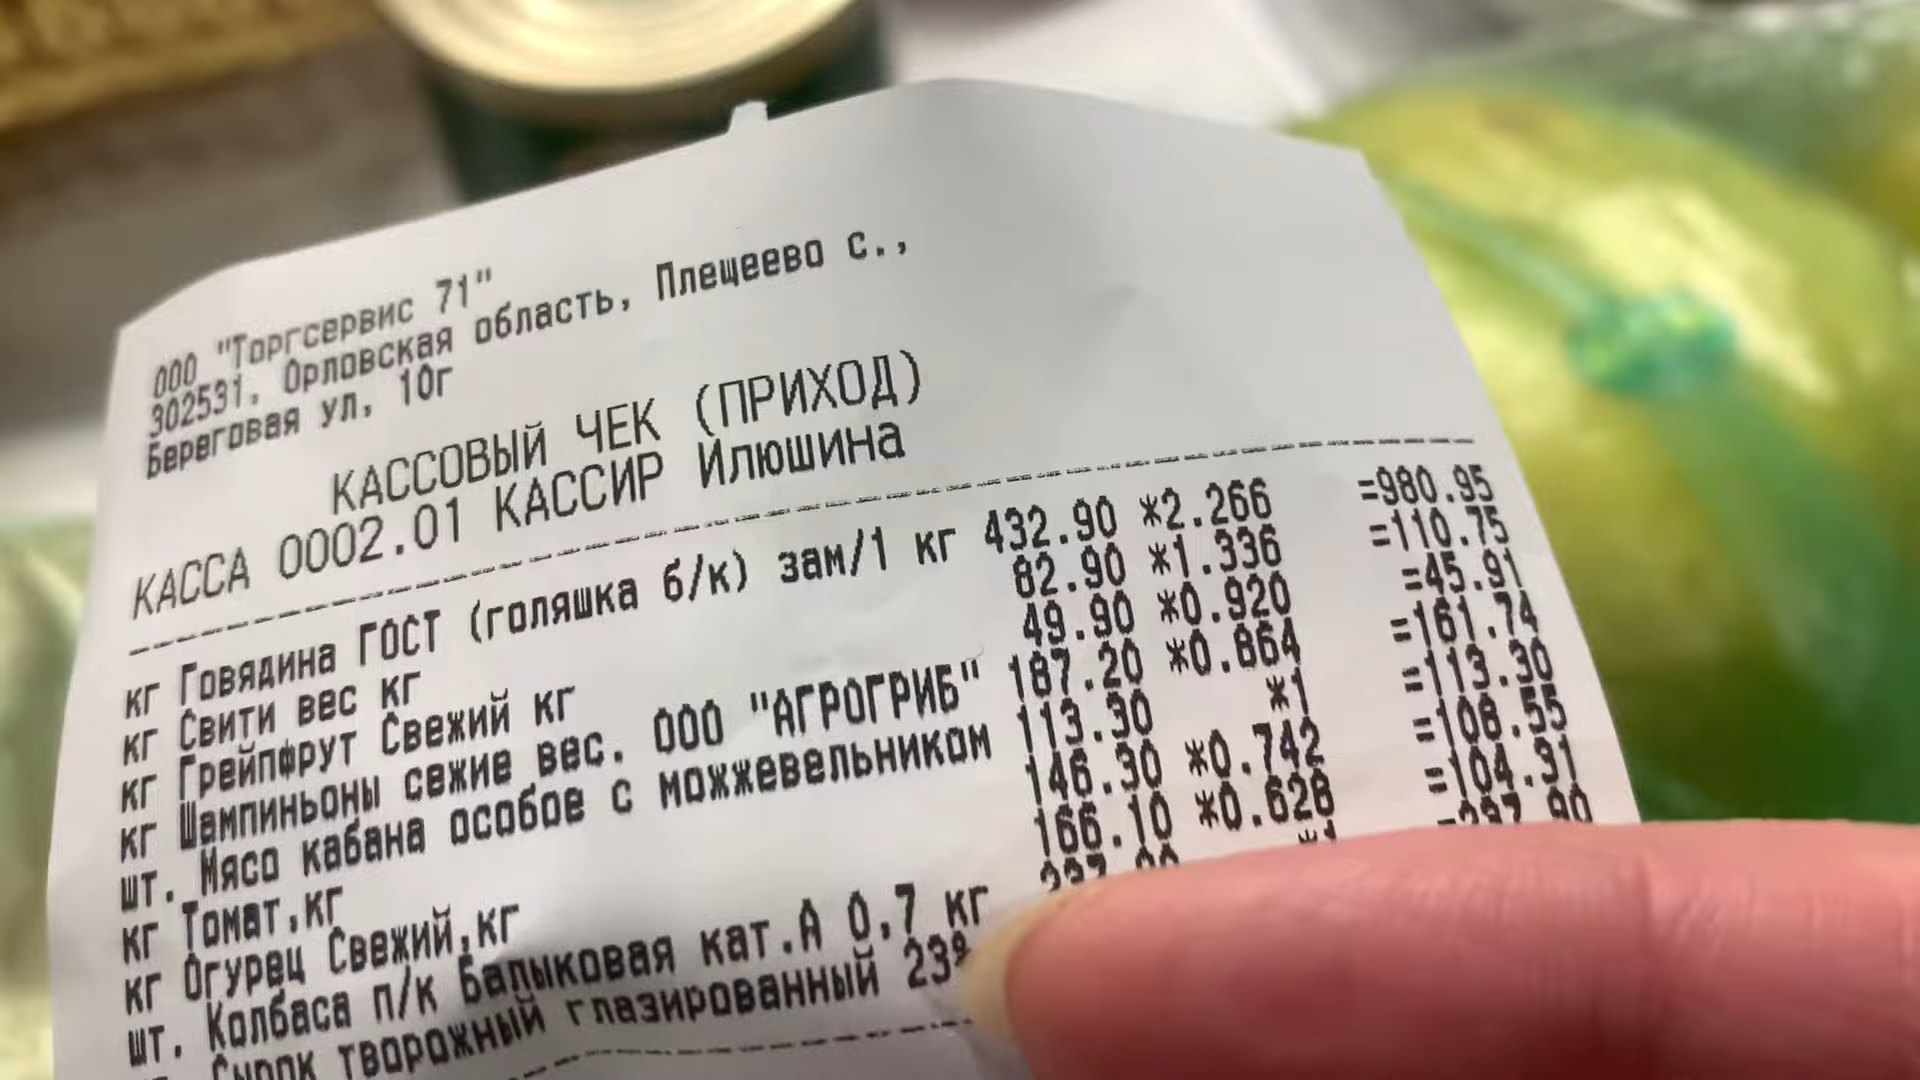 ООО "Торгсервис 71"
302531, Орловская область, Плещеево с.,
Береговая ул, 10г
КАССОВЫЙ ЧЕК (ПРИХОД)
КАССА 0002.01 КАССИР Илюшина
кг Говядина ГОСТ (голяшка б/к) зам/1 кг 432.90 *2.266 =980.95
кг Свити вес кг 82.90 *1.336 =110.75
кг Грейпфрут Свежий кг 49.90 *0.920 =45.91
кг Шампиньоны свежие вес. ООО "АГРОГРИБ" 187.20 *0.864 =161.74
шт. Мясо кабана особое с можжевельником 113.30 *1 =113.30
кг Томат,кг 146.30 *0.742 =108.55
кг Огурец Свежий,кг 166.10 *0.628 =104.31
шт. Колбаса п/к Балыковая кат.А 0,7 кг *1
Сырок творожный глазированный 23%